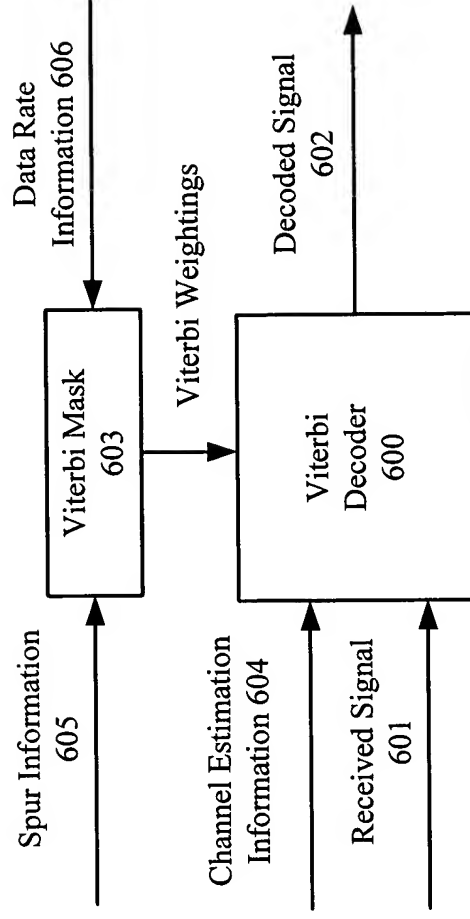 Spur Information
605
Viterbi Mask
603
Data Rate
Information 606
Viterbi Weightings
Channel Estimation
Information 604
Received Signal
601
Viterbi
Decoder
600
Decoded Signal
602